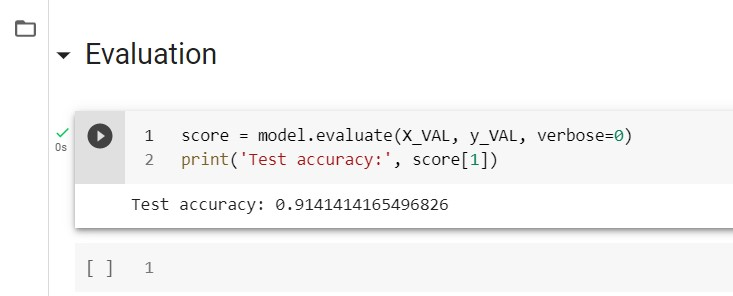 Evaluation
0s
1 score = model.evaluate(X_VAL, y_VAL, verbose=0)
2 print('Test accuracy:', score[1])
Test accuracy: 0.9141414165496826
[ ] 1